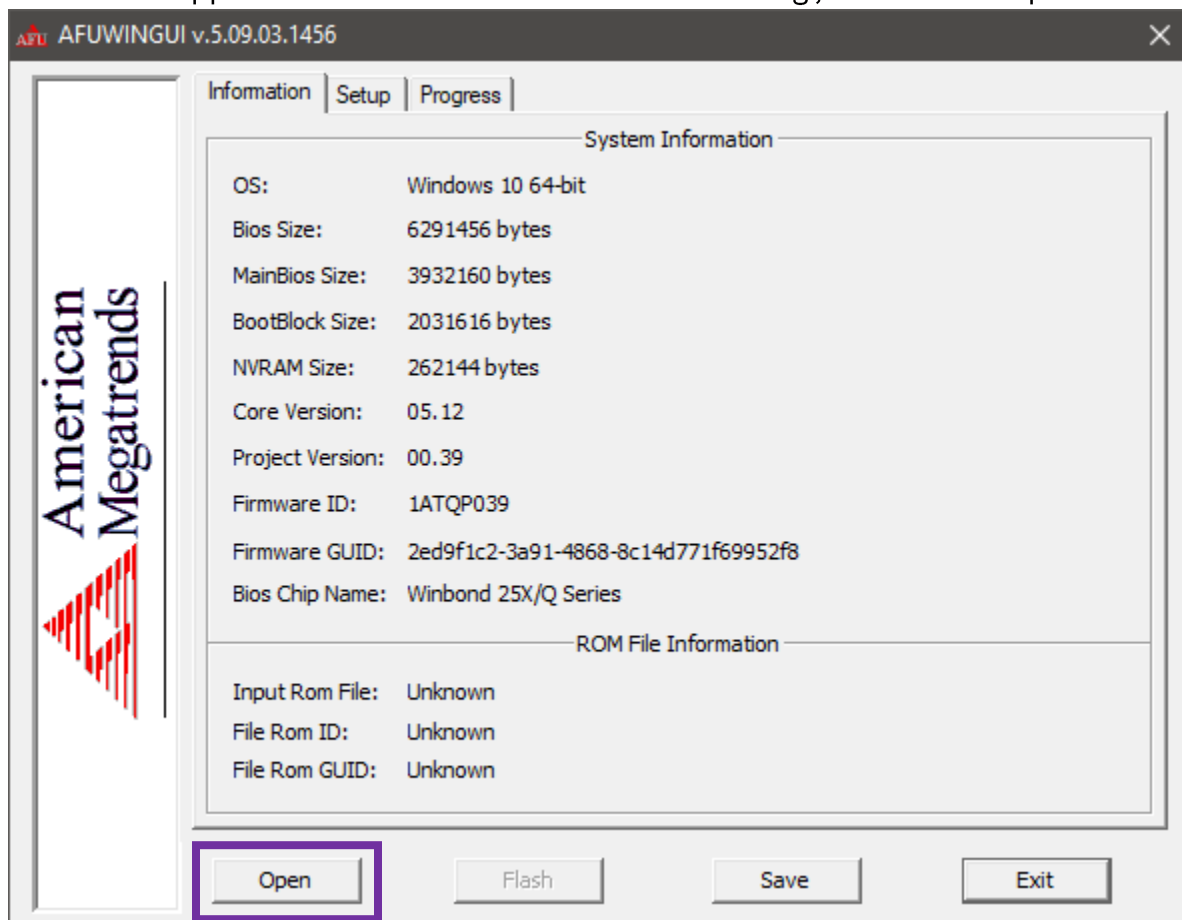 AFU AFUWINGUI v.5.09.03.1456
Information Setup Progress
System Information
OS: Windows 10 64-bit
Bios Size: 6291456 bytes
MainBios Size: 3932160 bytes
BootBlock Size: 2031616 bytes
NVRAM Size: 262144 bytes
Core Version: 05.12
Project Version: 00.39
Firmware ID: 1ATQP039
Firmware GUID: 2ed9f1c2-3a91-4868-8c14d771f69952f8
Bios Chip Name: Winbond 25X/Q Series
ROM File Information
Input Rom File: Unknown
File Rom ID: Unknown
File Rom GUID: Unknown
American
Megatrends
Open Flash Save Exit